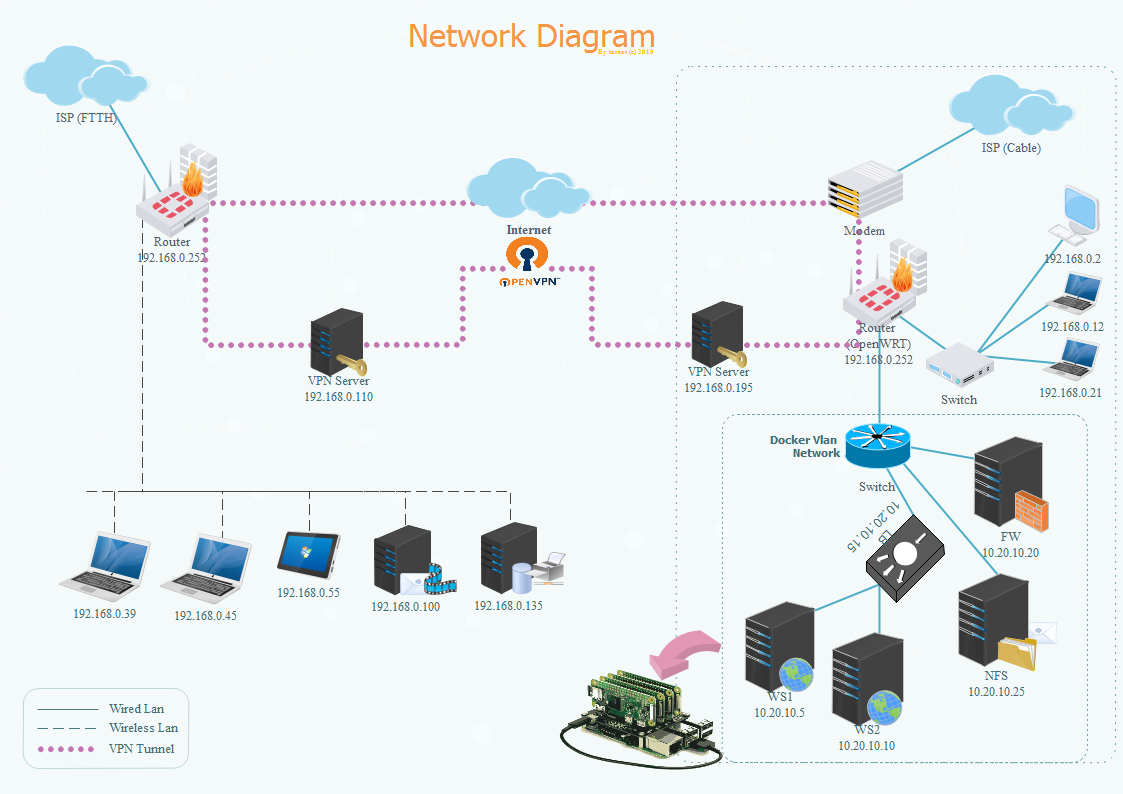 Network Diagram
By tarant (c) 2019
ISP (FTTH)
ISP (Cable)
Router
192.168.0.252
Internet
OPENVPN™
Modem
192.168.0.2
192.168.0.12
192.168.0.21
Router
(OpenWRT)
192.168.0.252
Switch
VPN Server
192.168.0.110
VPN Server
192.168.0.195
Docker Vlan
Network
Switch
10.20.10.15
LB
FW
10.20.10.20
192.168.0.39
192.168.0.45
192.168.0.55
192.168.0.100
192.168.0.135
NFS
10.20.10.25
WS1
10.20.10.5
WS2
10.20.10.10
Wired Lan
Wireless Lan
VPN Tunnel